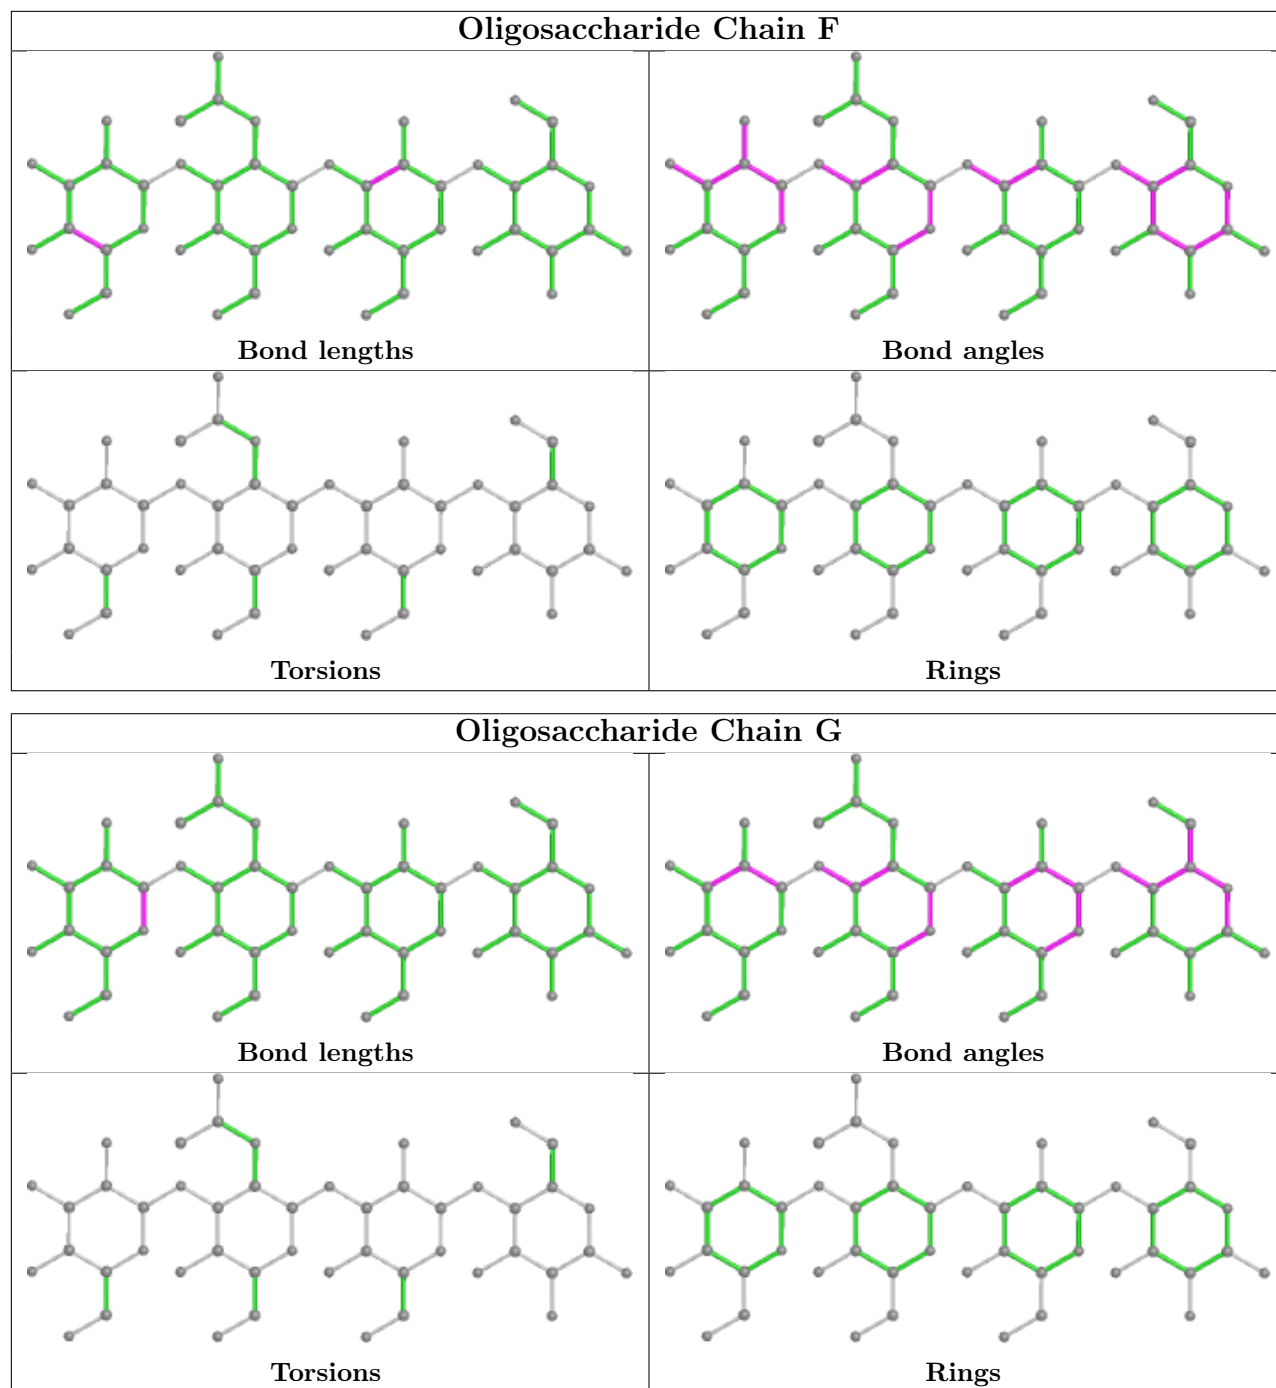 Oligosaccharide Chain F
Bond lengths
Bond angles
Torsions
Rings
Oligosaccharide Chain G
Bond lengths
Bond angles
Torsions
Rings